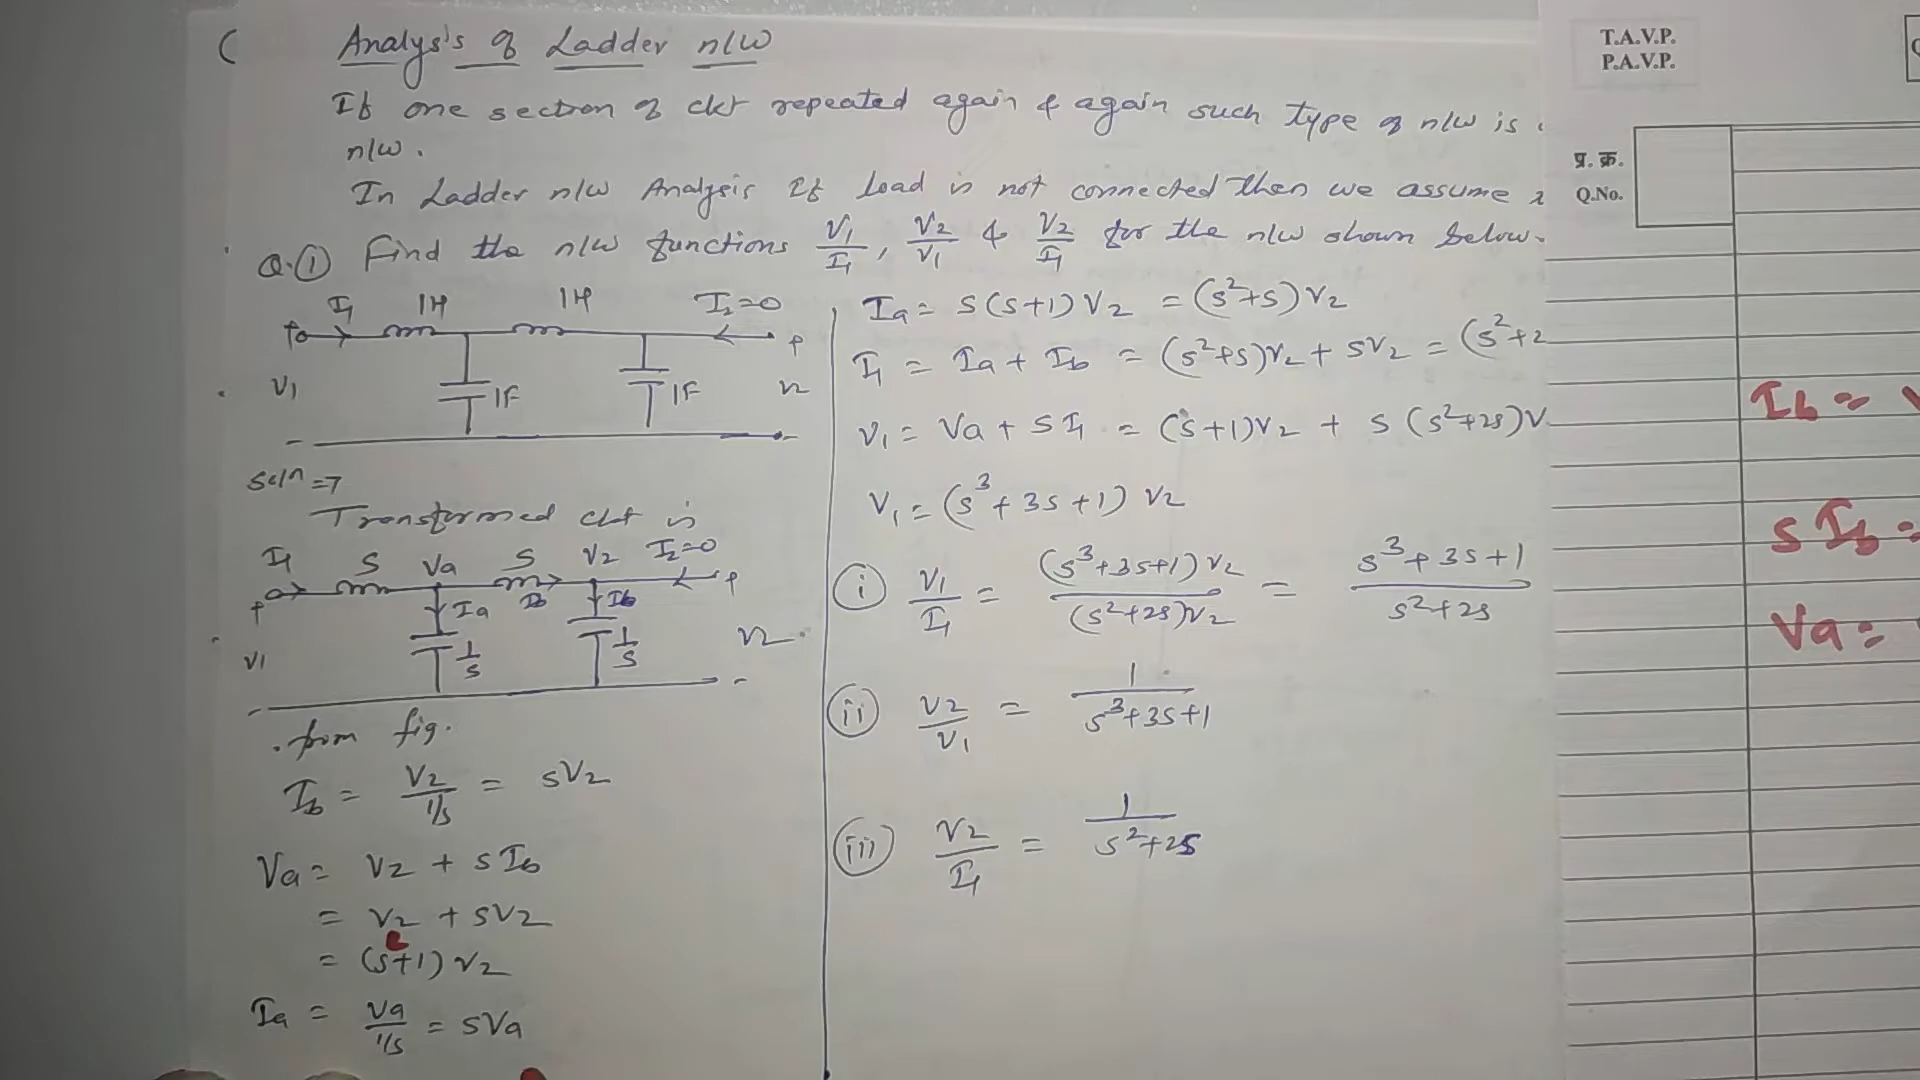 Analysis of Ladder n/w
If one section of ckt repeated again & again such type of n/w is
n/w.
In Ladder n/w Analysis If load is not connected then we assume
Q.① Find the n/w functions V1/I1, V2/V1 & V2/I1 for the n/w shown below.
I1 1H 1H I2=0
+ +
V1 1F 1F V2
- -
Soln =7
Transformed ckt is
I1 S Va S V2 I2=0
+ Ia Ib Ib +
V1 1/s 1/s V2
- -
from fig.
Ib = V2/1/s = sV2
Va = V2 + sIb
= V2 + sV2
= (s+1) V2
Ia = Va/1/s = sVa
Ia = s(s+1) V2 = (s²+s) V2
I1 = Ia + Ib = (s²+s)V2 + sV2 = (s²+2
V1 = Va + sI1 = (s+1)V2 + s (s²+2s)V
V1 = (s³ + 3s + 1) V2
(i) V1/I1 = (s³+3s+1) V2/(s²+2s)V2 = s³+3s+1/s²+2s
(ii) V2/V1 = 1/s³+3s+1
(iii) V2/I1 = 1/s²+2s
T.A.V.P.
P.A.V.P.
प्र. क्र.
Q.No.
Ib =
sIb =
Va =